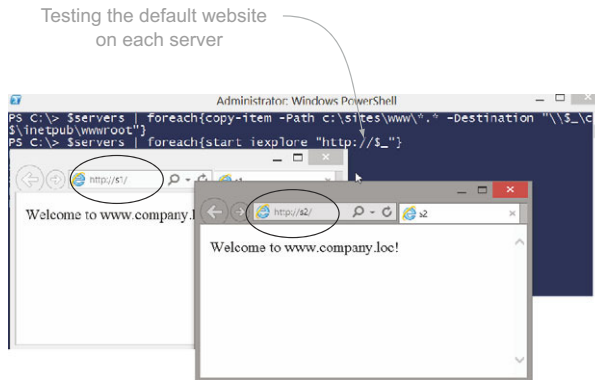 Testing the default website
on each server
Administrator: Windows PowerShell
PS C:\> $servers | foreach{copy-item -Path c:\sites\www\*.* -Destination "\\$_\c
$\inetpub\wwwroot"}
PS C:\> $servers | foreach{start iexplore "http://$_"}
http://s1/
Welcome to www.company.l
http://s2/
s2
Welcome to www.company.loc!